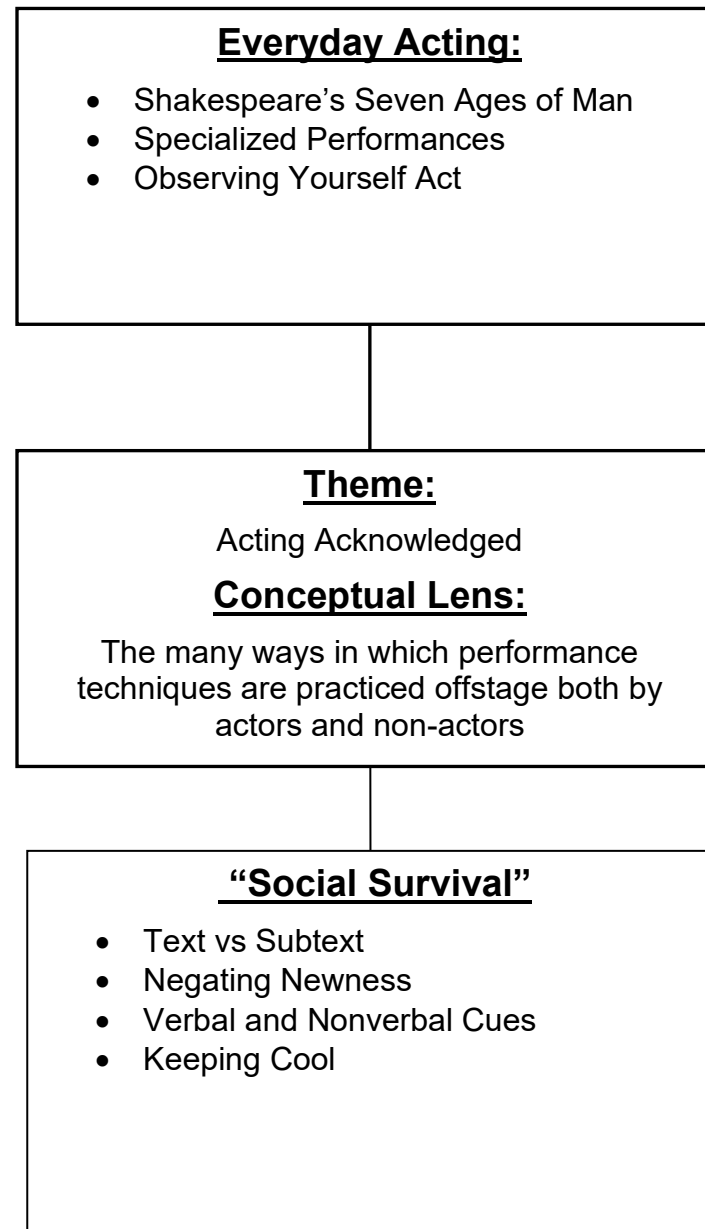 Everyday Acting:
• Shakespeare’s Seven Ages of Man
• Specialized Performances
• Observing Yourself Act
Theme:
Acting Acknowledged
Conceptual Lens:
The many ways in which performance
techniques are practiced offstage both by
actors and non-actors
“Social Survival”
• Text vs Subtext
• Negating Newness
• Verbal and Nonverbal Cues
• Keeping Cool